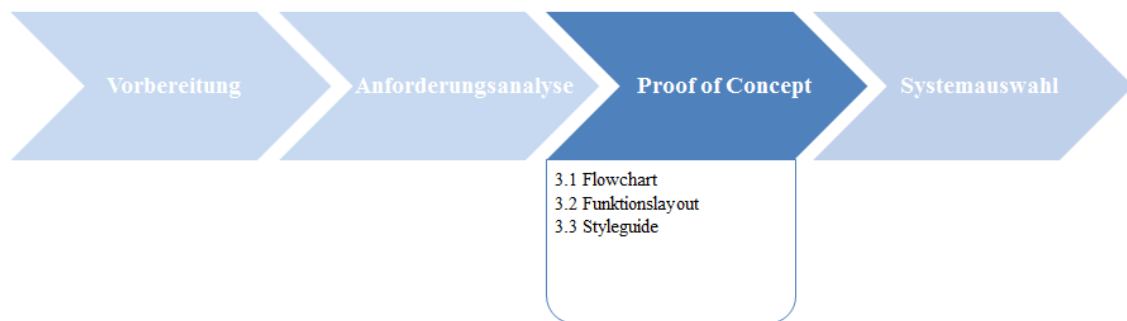 Vorbereitung
Anforderungsanalyse
Proof of Concept
Systemauswahl
3.1 Flowchart
3.2 Funktionslayout
3.3 Styleguide